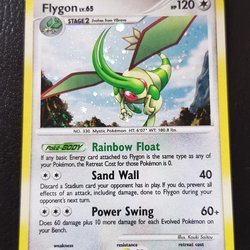 Flygon LV.65 HP 120
STAGE 2 Evolves from Vibrava
NO. 330 Mystic Pokémon HT: 6'07" WT: 180.8 lbs.
Poké-BODY Rainbow Float
If any basic Energy card attached to Flygon is the same type as any of
your Pokémon, the Retreat Cost for those Pokémon is 0.
Sand Wall 40
Discard a Stadium card your opponent has in play. If you do, prevent all
effects of an attack, including damage, done to Flygon during your
opponent's next turn.
Power Swing 60+
Does 60 damage plus 10 more damage for each Evolved Pokémon on
your Bench.
Illus. Kouki Saitou
weakness resistance retreat cost